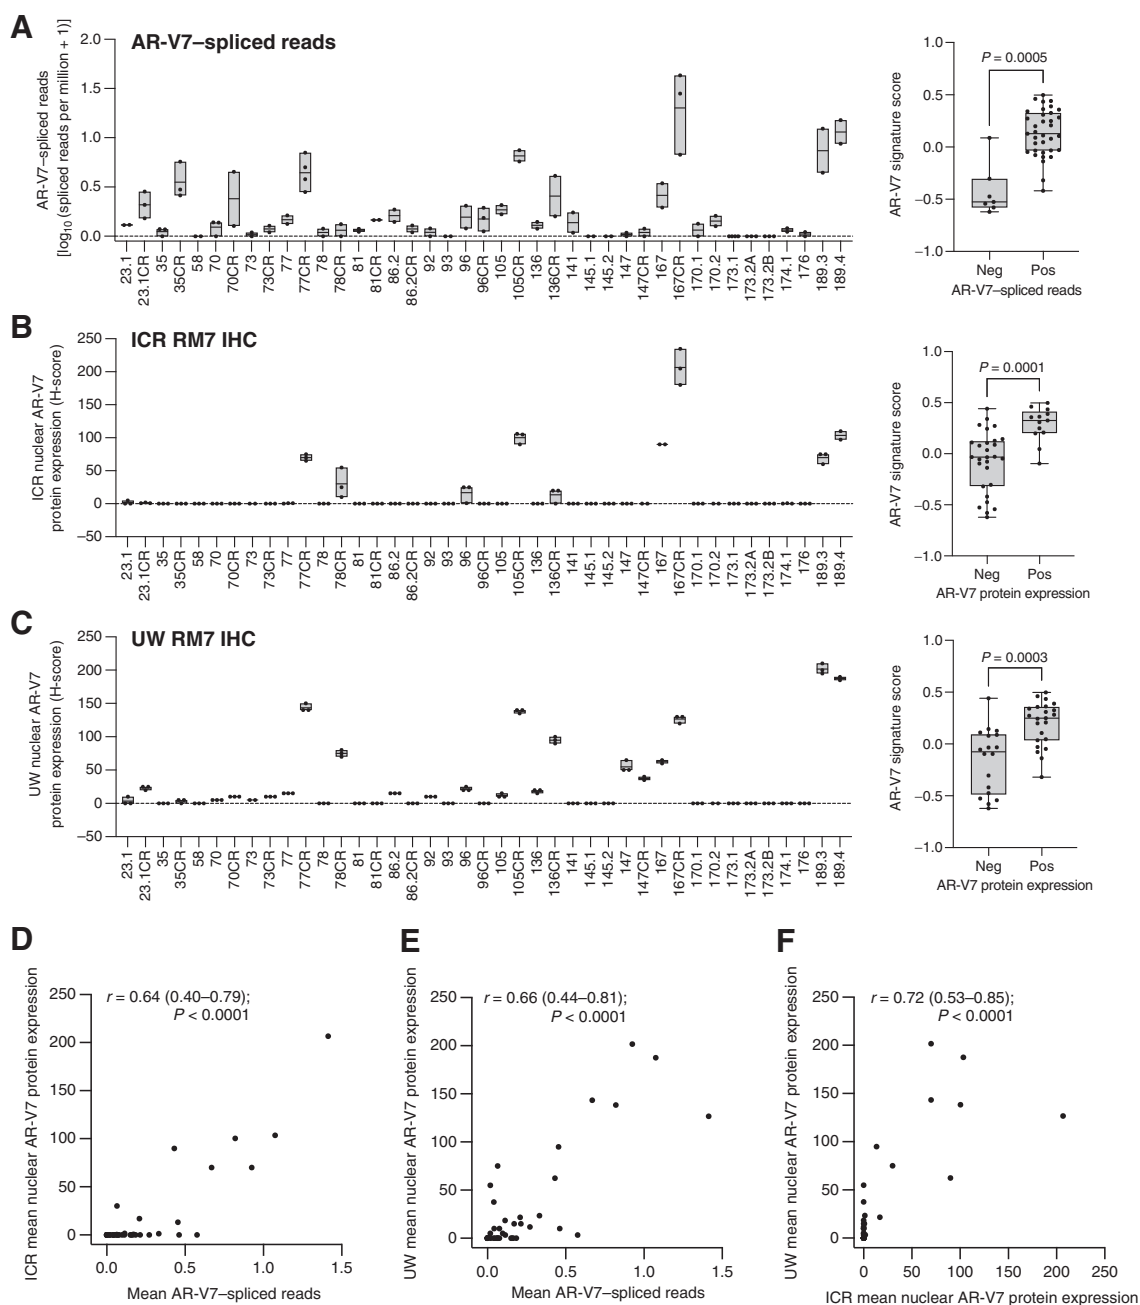 A
AR-V7–spliced reads
AR-V7–spliced reads
[log10 (spliced reads per million + 1)]
2.0
1.5
1.0
0.5
0.0
23.1 23.1CR 35 35CR 58 70 70CR 73 73CR 77 77CR 78 78CR 81 81CR 86.2 86.2CR 92 93 96 96CR 105 105CR 136 136CR 141 145.1 145.2 147 147CR 167 167CR 170.1 170.2 173.1 173.2A 173.2B 174.1 176 189.3 189.4
AR-V7 signature score
1.0
0.5
0.0
–0.5
–1.0
P = 0.0005
Neg Pos
AR-V7–spliced reads
B
ICR RM7 IHC
ICR nuclear AR-V7
protein expression (H-score)
250
200
150
100
50
0
–50
23.1 23.1CR 35 35CR 58 70 70CR 73 73CR 77 77CR 78 78CR 81 81CR 86.2 86.2CR 92 93 96 96CR 105 105CR 136 136CR 141 145.1 145.2 147 147CR 167 167CR 170.1 170.2 173.1 173.2A 173.2B 174.1 176 189.3 189.4
AR-V7 signature score
1.0
0.5
0.0
–0.5
–1.0
P = 0.0001
Neg Pos
AR-V7 protein expression
C
UW RM7 IHC
UW nuclear AR-V7
protein expression (H-score)
250
200
150
100
50
0
–50
23.1 23.1CR 35 35CR 58 70 70CR 73 73CR 77 77CR 78 78CR 81 81CR 86.2 86.2CR 92 93 96 96CR 105 105CR 136 136CR 141 145.1 145.2 147 147CR 167 167CR 170.1 170.2 173.1 173.2A 173.2B 174.1 176 189.3 189.4
AR-V7 signature score
1.0
0.5
0.0
–0.5
–1.0
P = 0.0003
Neg Pos
AR-V7 protein expression
D
ICR mean nuclear AR-V7 protein expression
250
200
150
100
50
0
r = 0.64 (0.40–0.79);
P < 0.0001
0.0 0.5 1.0 1.5
Mean AR-V7–spliced reads
E
UW mean nuclear AR-V7 protein expression
250
200
150
100
50
0
r = 0.66 (0.44–0.81);
P < 0.0001
0.0 0.5 1.0 1.5
Mean AR-V7–spliced reads
F
UW mean nuclear AR-V7 protein expression
250
200
150
100
50
0
r = 0.72 (0.53–0.85);
P < 0.0001
0 50 100 150 200 250
ICR mean nuclear AR-V7 protein expression